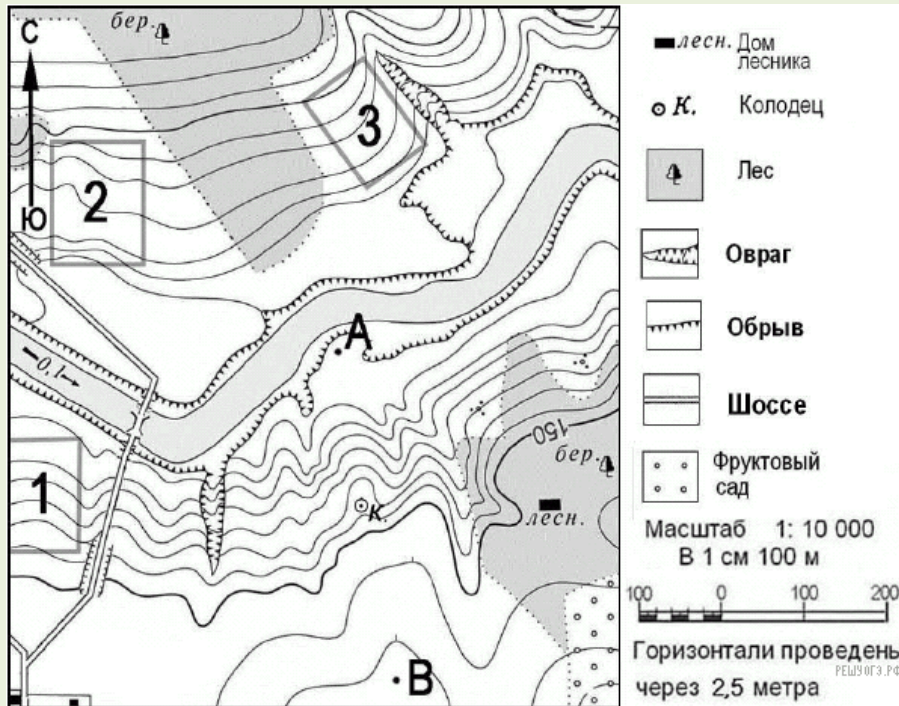 С
Ю
бер.
3
2
А
0,1
1
150
бер.
К.
лесн.
В
лесн. Дом
лесника
К. Колодец
Лес
Овраг
Обрыв
Шоссе
Фруктовый
сад
Масштаб 1: 10 000
В 1 см 100 м
100 0 100 200
Горизонтали проведень
РЕШУОГЭ.РФ
через 2,5 метра